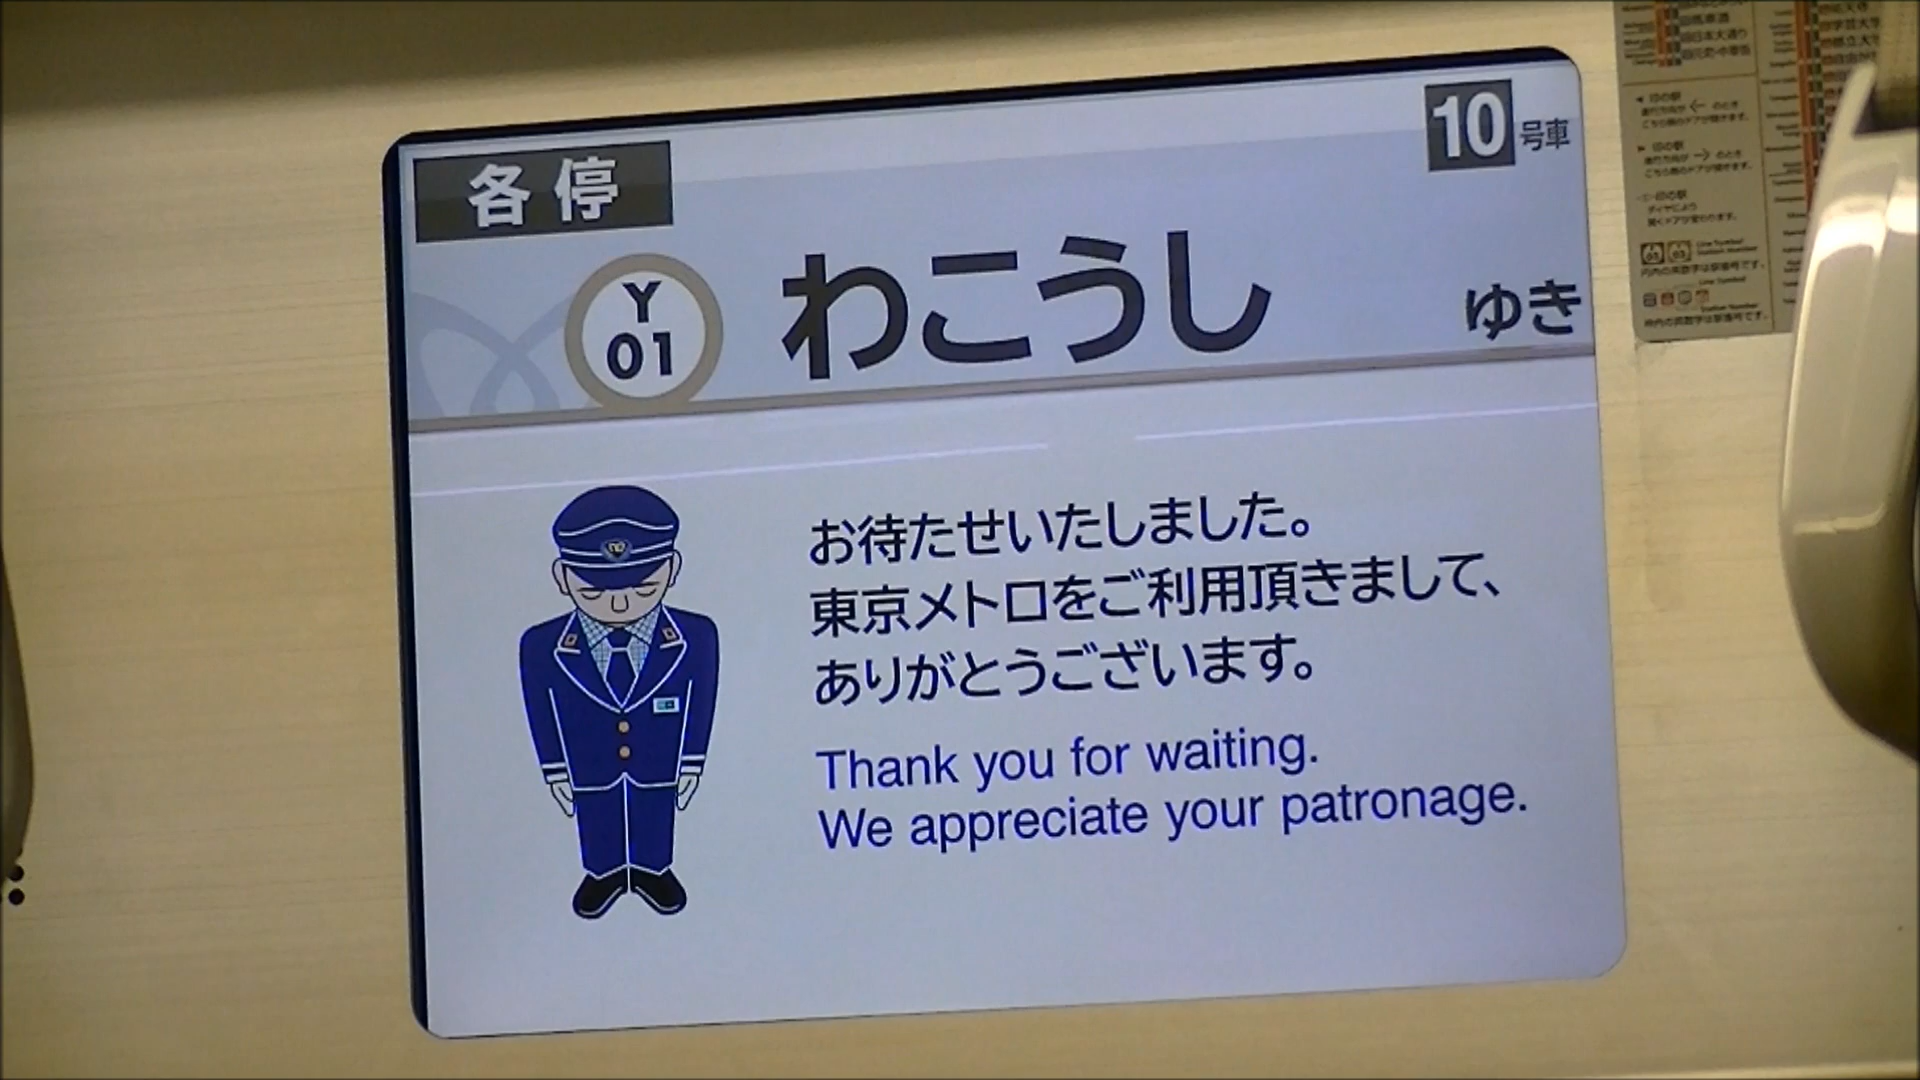 各停
10 号車
Y
01
わこうし ゆき
お待たせいたしました。
東京メトロをご利用頂きまして、
ありがとうございます。
Thank you for waiting.
We appreciate your patronage.